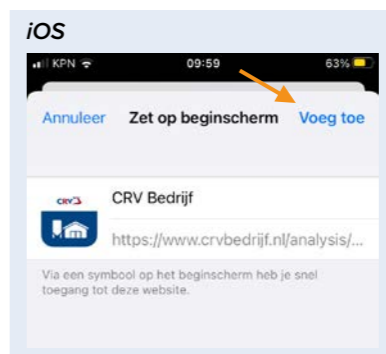 iOS
KPN 09:59 63%
Annuleer Zet op beginscherm Voeg toe
CRV CRV Bedrijf
https://www.crvbedrijf.nl/analysis/...
Via een symbool op het beginscherm heb je snel
toegang tot deze website.